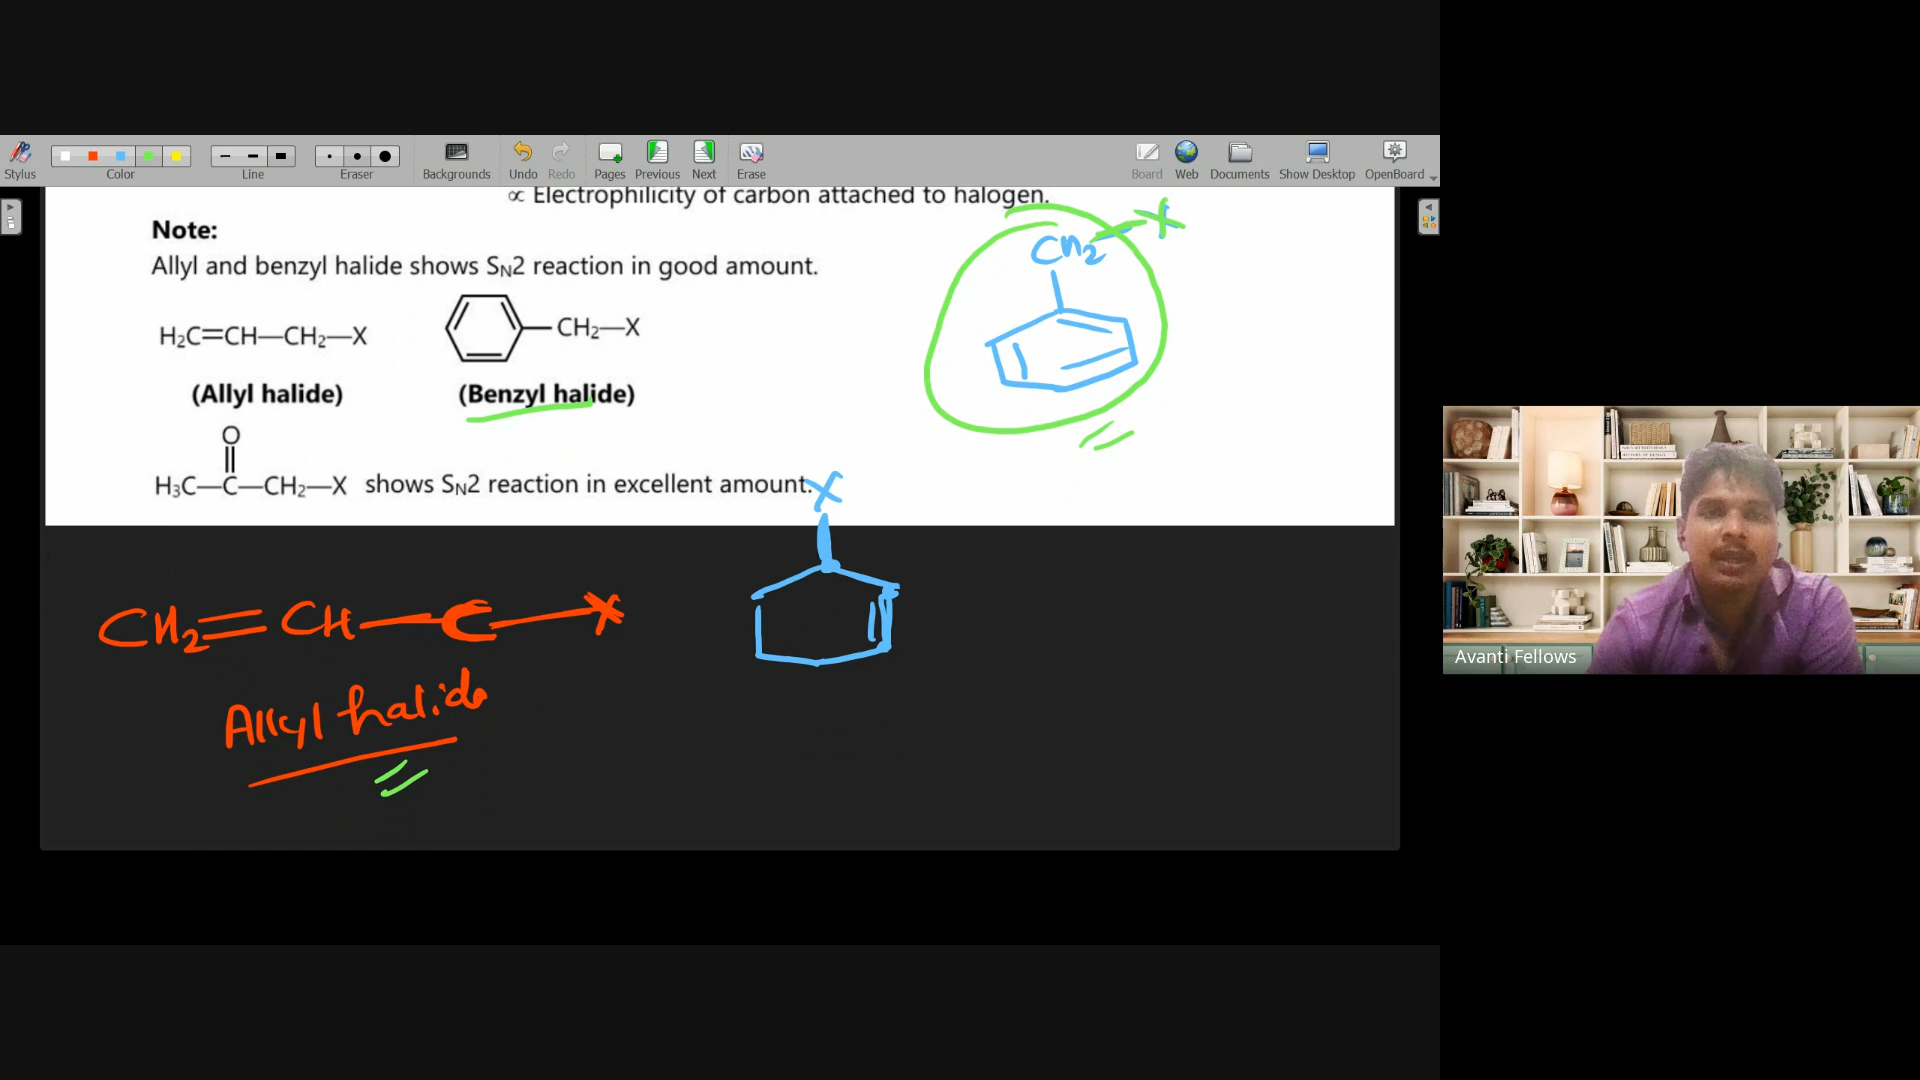 Stylus Color Line Eraser Backgrounds Undo Redo Pages Previous Next Erase Board Web Documents Show Desktop OpenBoard
∝ Electrophilicity of carbon attached to halogen.
Note:
Allyl and benzyl halide shows SN2 reaction in good amount.
CH2—X
H2C=CH—CH2—X
CH2—X
(Allyl halide) (Benzyl halide)
O
H3C—C—CH2—X shows SN2 reaction in excellent amount.
X
CH2=CH—C—X
Allyl halide
Avanti Fellows